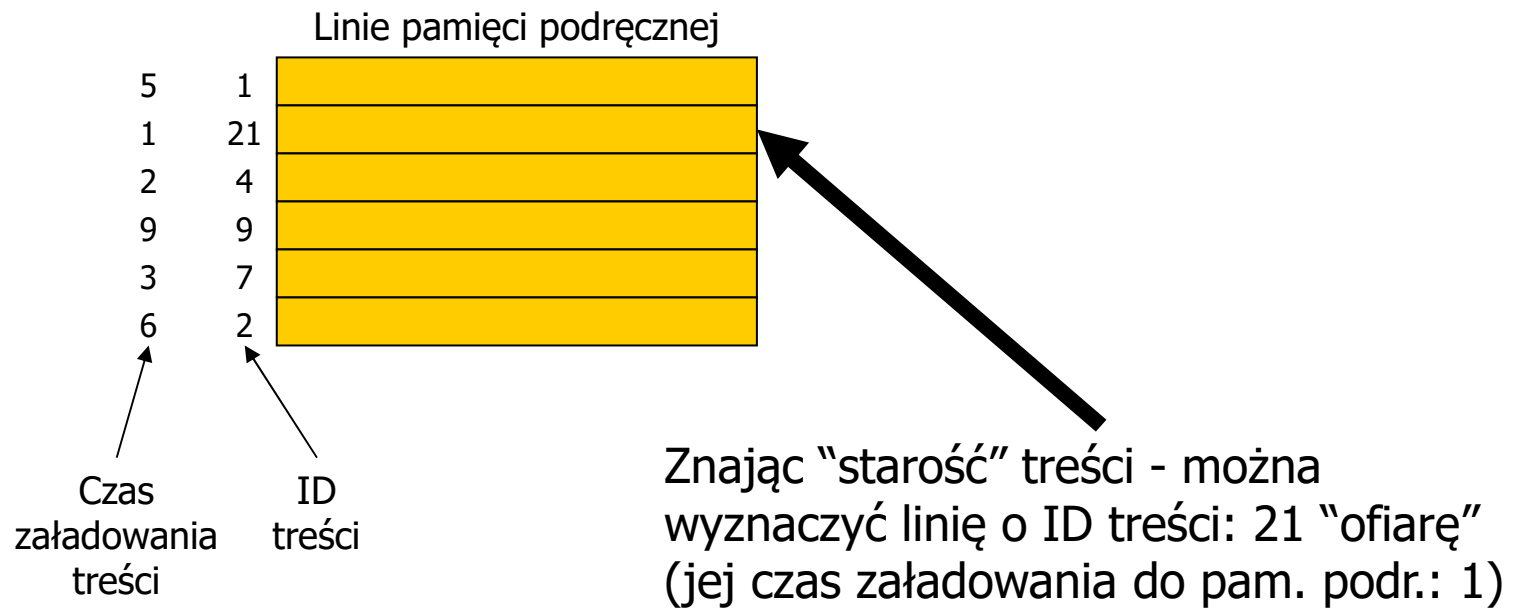 Linie pamięci podręcznej
5 1
1 21
2 4
9 9
3 7
6 2
Czas
załadowania
treści
ID
treści
Znając “starość” treści - można
wyznaczyć linię o ID treści: 21 “ofiarę”
(jej czas załadowania do pam. podr.: 1)